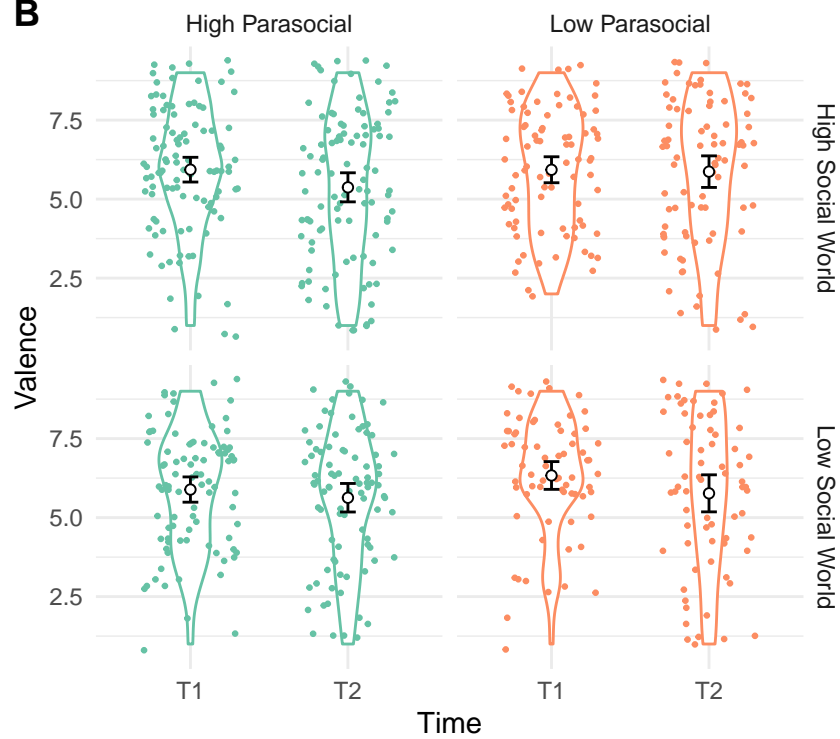 B
High Parasocial
Low Parasocial
High Social World
Low Social World
Valence
7.5
5.0
2.5
7.5
5.0
2.5
T1
T2
T1
T2
Time